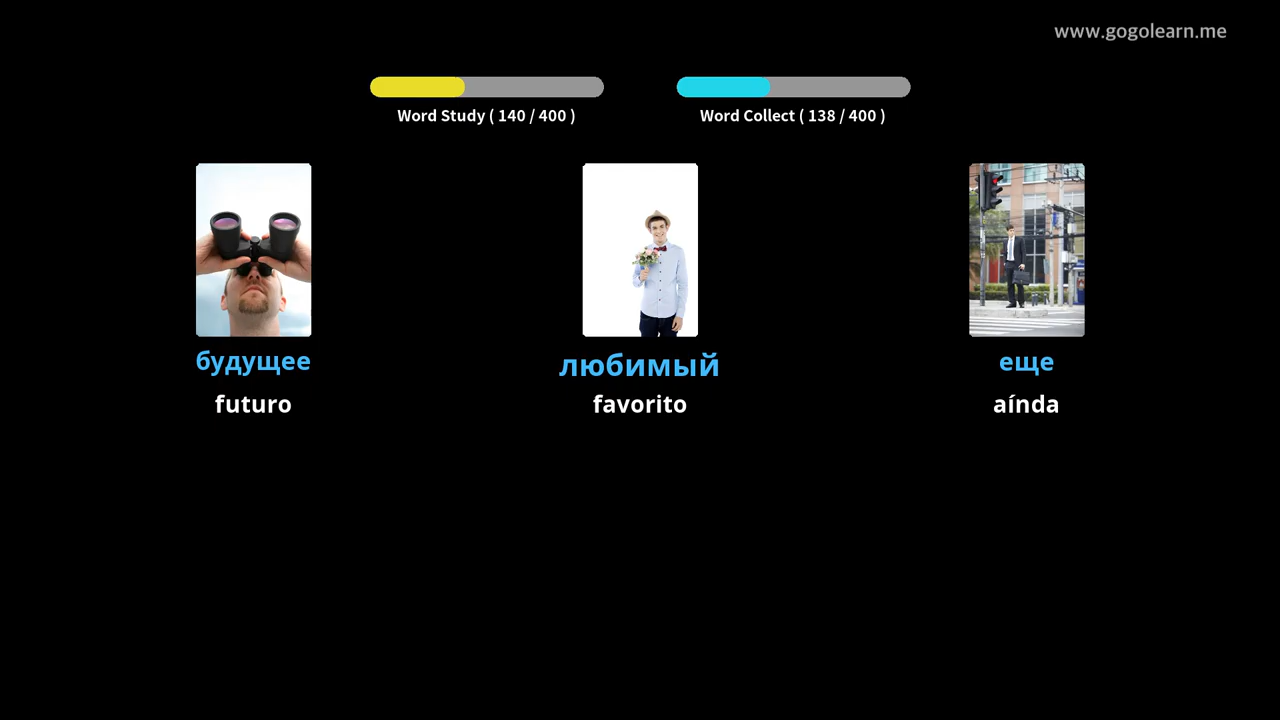 www.gogolearn.me
Word Study ( 140 / 400 )
Word Collect ( 138 / 400 )
будущее
любимый
еще
futuro
favorito
aínda